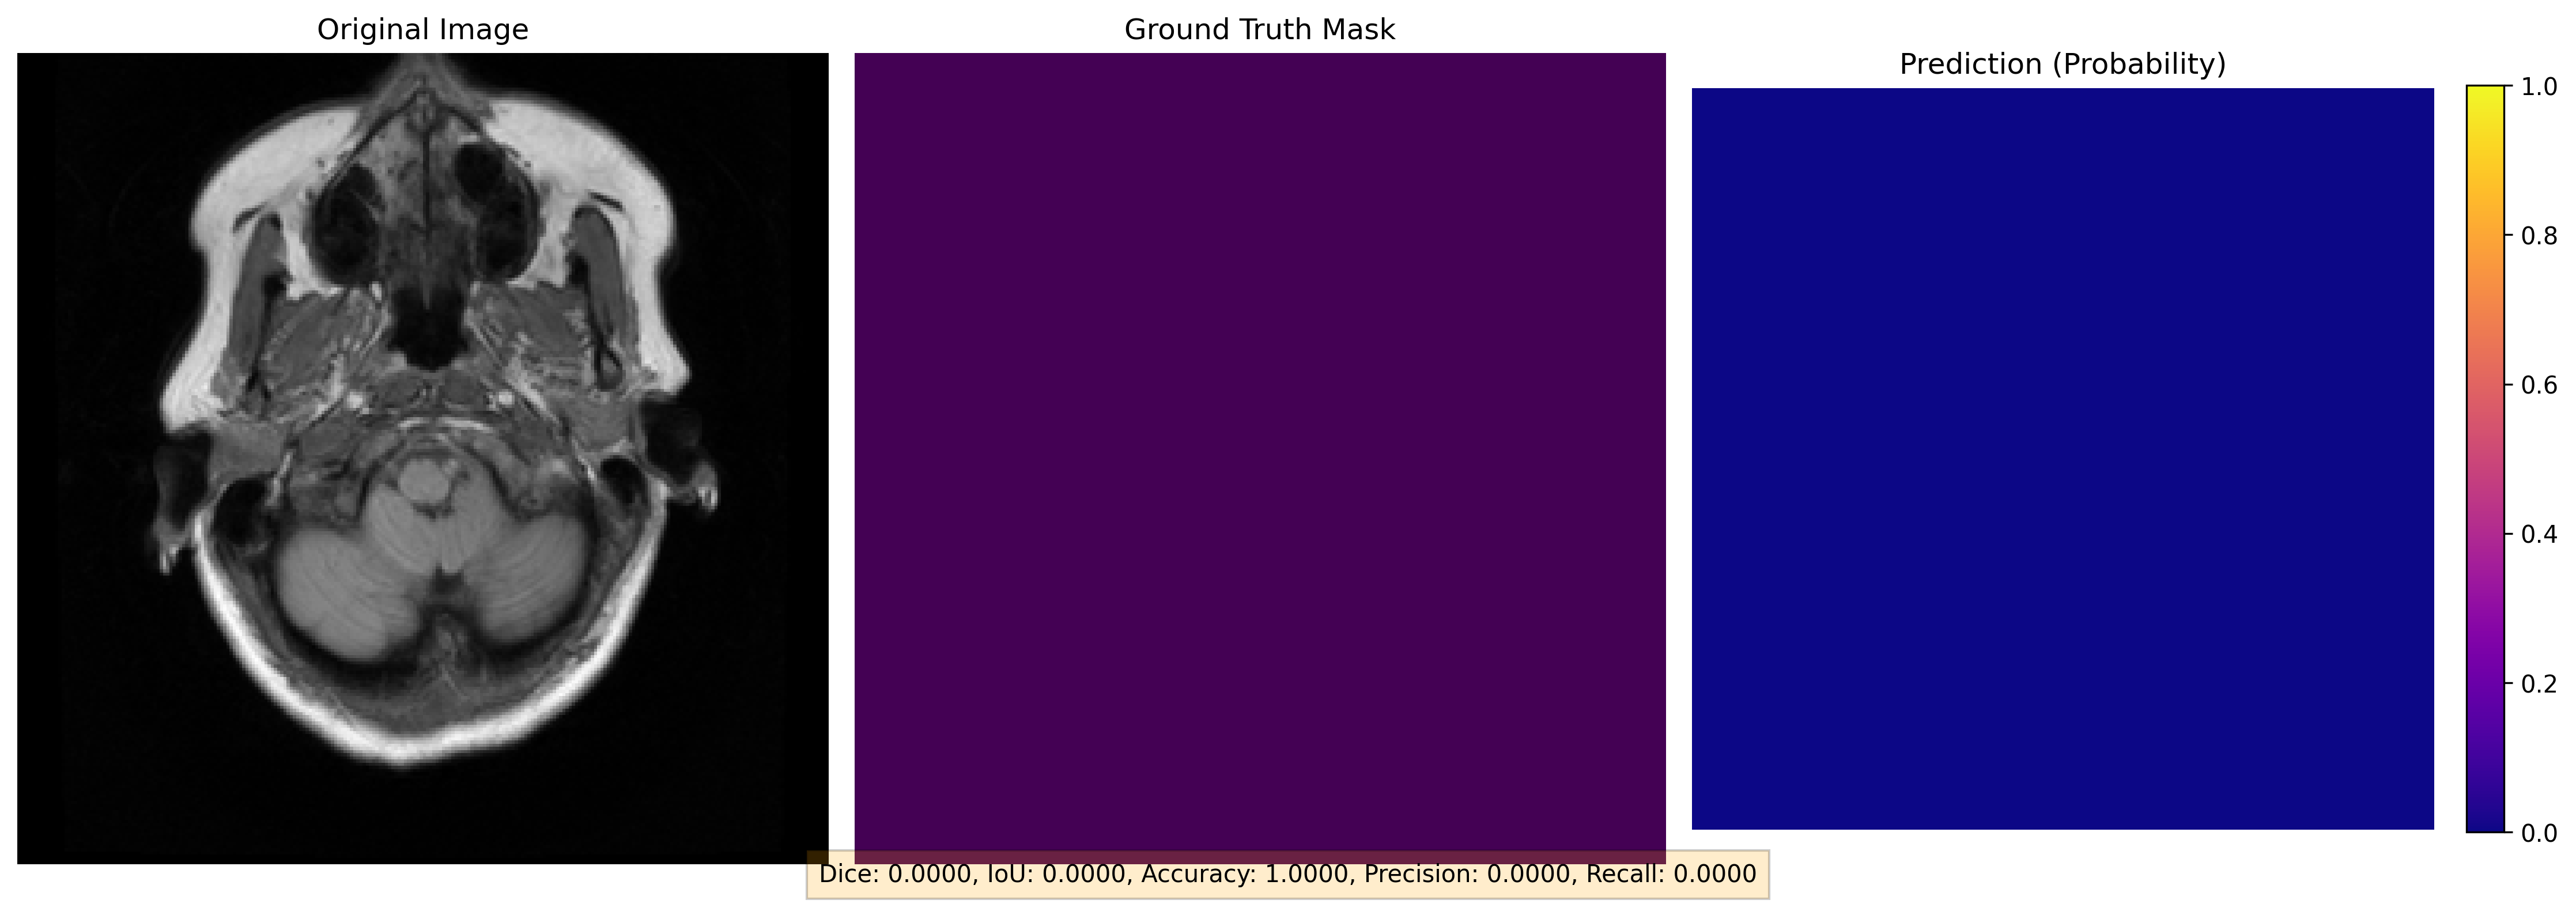 Original Image
Ground Truth Mask
Prediction (Probability)
1.0
0.8
0.6
0.4
0.2
0.0
Dice: 0.0000, IoU: 0.0000, Accuracy: 1.0000, Precision: 0.0000, Recall: 0.0000